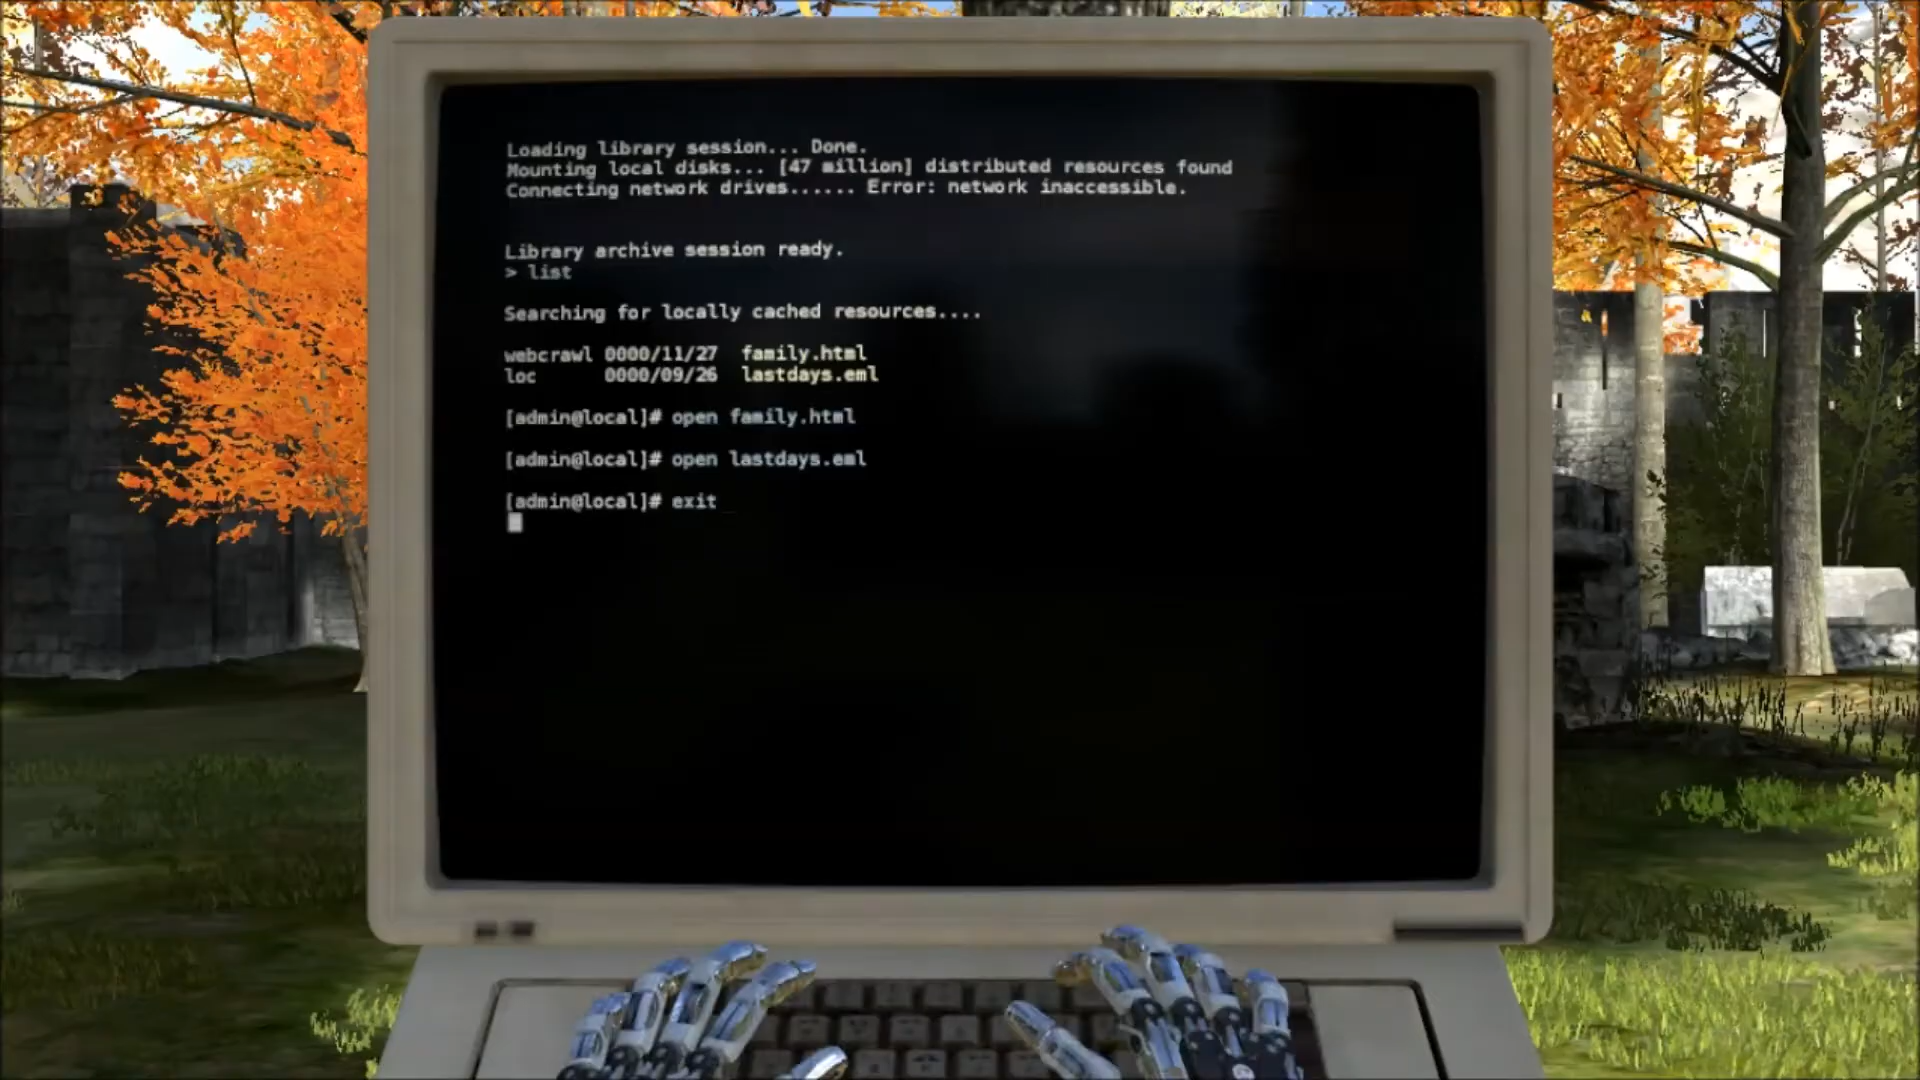 Loading library session... Done.
Mounting local disks... [47 million] distributed resources found
Connecting network drives...... Error: network inaccessible.
Library archive session ready.
> list
Searching for locally cached resources....
webcrawl 0000/11/27 family.html
loc 0000/09/26 lastdays.eml
[admin@local]# open family.html
[admin@local]# open lastdays.eml
[admin@local]# exit